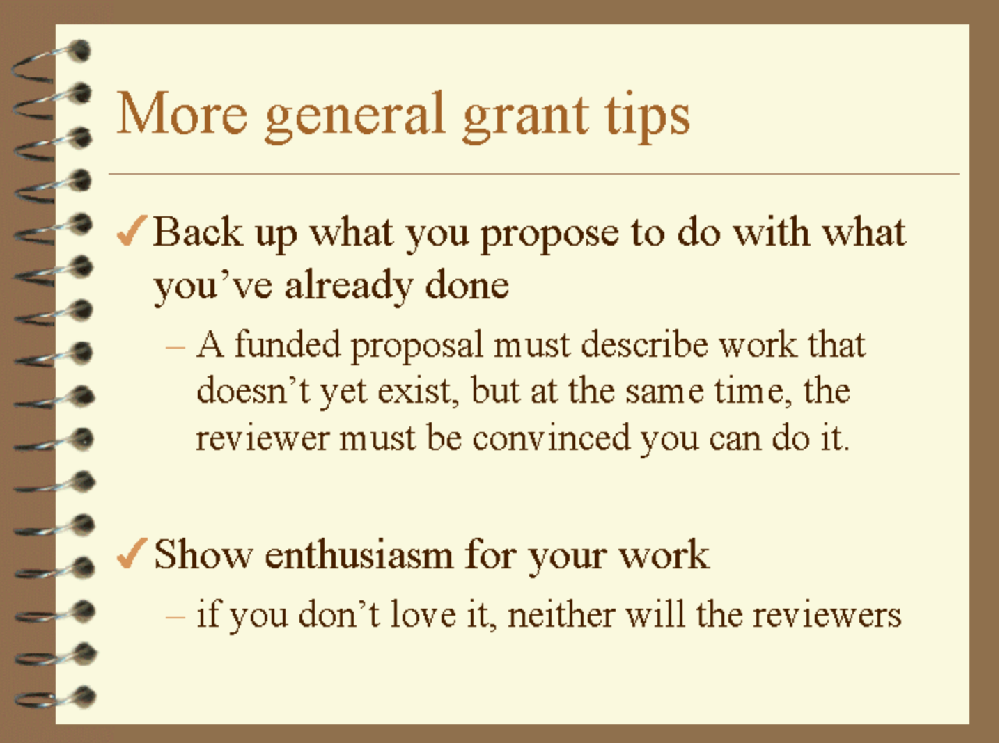 More general grant tips
✓Back up what you propose to do with what
you’ve already done
– A funded proposal must describe work that
doesn’t yet exist, but at the same time, the
reviewer must be convinced you can do it.
✓Show enthusiasm for your work
– if you don’t love it, neither will the reviewers